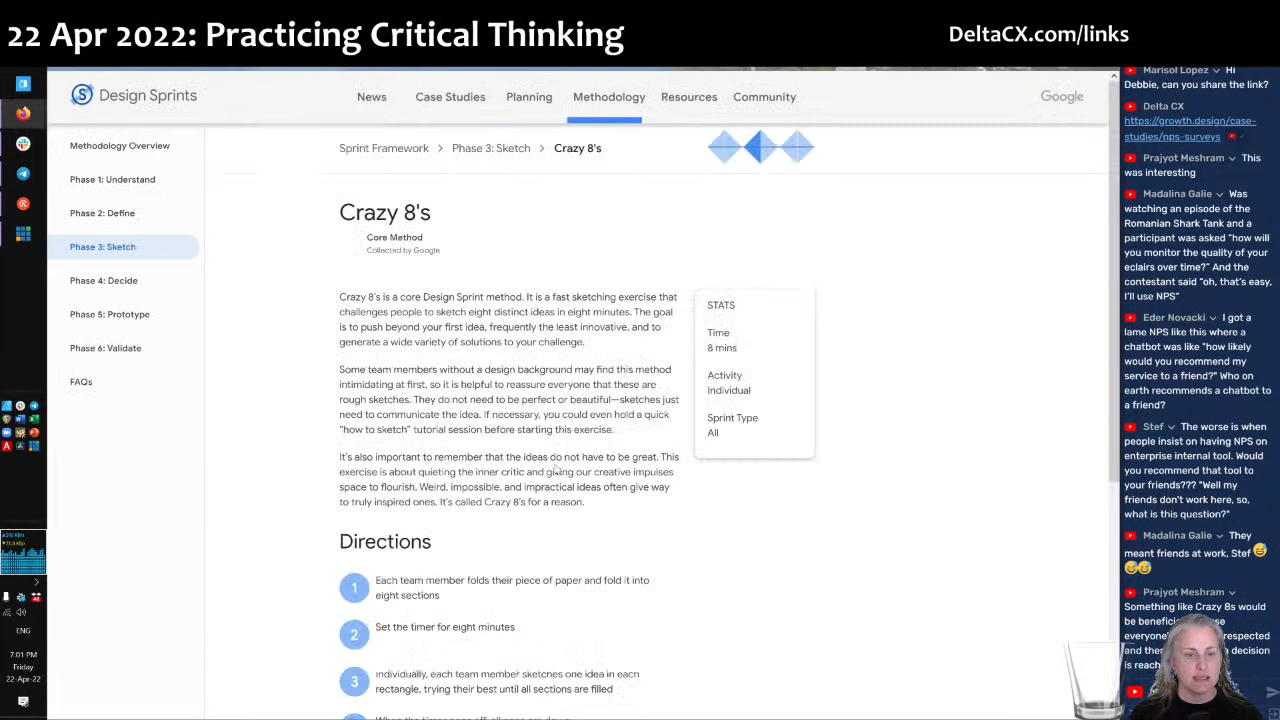 22 Apr 2022: Practicing Critical Thinking
DeltaCX.com/links
Design Sprints
News
Case Studies
Planning
Methodology
Resources
Community
Google
Methodology Overview
Phase 1: Understand
Phase 2: Define
Phase 3: Sketch
Phase 4: Decide
Phase 5: Prototype
Phase 6: Validate
FAQs
Sprint Framework > Phase 3: Sketch > Crazy 8's
Crazy 8's
Core Method
Collected by Google
Crazy 8's is a core Design Sprint method. It is a fast sketching exercise that
challenges people to sketch eight distinct ideas in eight minutes. The goal
is to push beyond your first idea, frequently the least innovative, and to
generate a wide variety of solutions to your challenge.
Some team members without a design background may find this method
intimidating at first, so it is helpful to reassure everyone that these are
rough sketches. They do not need to be perfect or beautiful—sketches just
need to communicate the idea. If necessary, you could even hold a quick
"how to sketch" tutorial session before starting this exercise.
It's also important to remember that the ideas do not have to be great. This
exercise is about quieting the inner critic and giving our creative impulses
space to flourish. Weird, impossible, and impractical ideas often give way
to truly inspired ones. It's called Crazy 8's for a reason.
STATS
Time
8 mins
Activity
Individual
Sprint Type
All
Directions
1 Each team member folds their piece of paper and fold it into
eight sections
2 Set the timer for eight minutes
3 Individually, each team member sketches one idea in each
rectangle, trying their best until all sections are filled
Marisol Lopez Hi
Debbie, can you share the link?
Delta CX
https://growth.design/case-
studies/nps-surveys
Prajyot Meshram This
was interesting
Madalina Galie Was
watching an episode of the
Romanian Shark Tank and a
participant was asked "how will
you monitor the quality of your
eclairs over time?" And the
contestant said "oh, that's easy,
I'll use NPS"
Eder Novacki I got a
lame NPS like this where a
chatbot was like "how likely
would you recommend my
service to a friend?" Who on
earth recommends a chatbot to
a friend?
Stef The worse is when
people insist on having NPS on
enterprise internal tool. Would
you recommend that tool to
your friends??? "Well my
friends don't work here, so,
what is this question?"
Madalina Galie They
meant friends at work, Stef
Prajyot Meshram
Something like Crazy 8s would
be
everyone' respected
and decision
is
ENG
7:01 PM
Friday
22-Apr-22